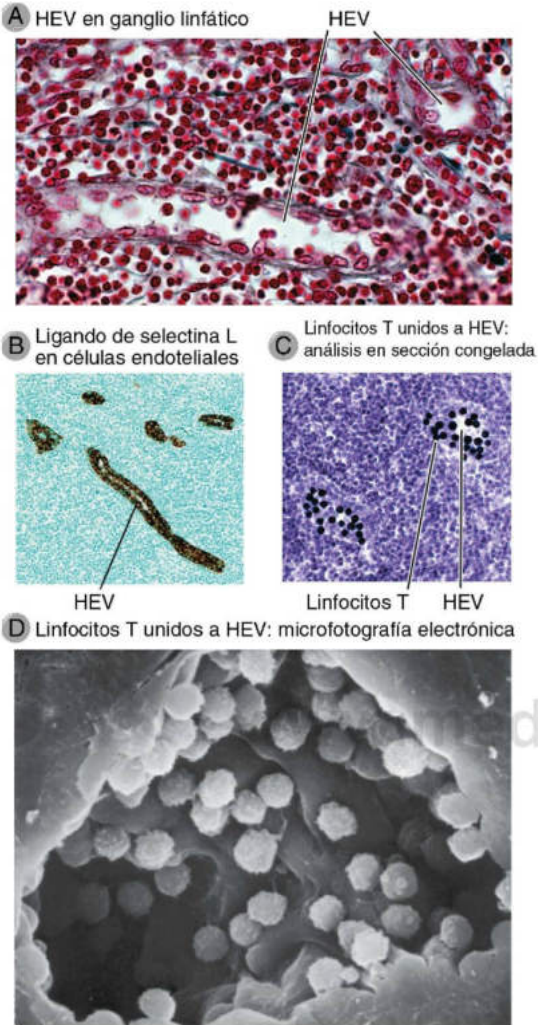 A HEV en ganglio linfático
HEV
B Ligando de selectina L
en células endoteliales
C Linfocitos T unidos a HEV:
análisis en sección congelada
HEV
Linfocitos T
HEV
D Linfocitos T unidos a HEV: microfotografía electrónica